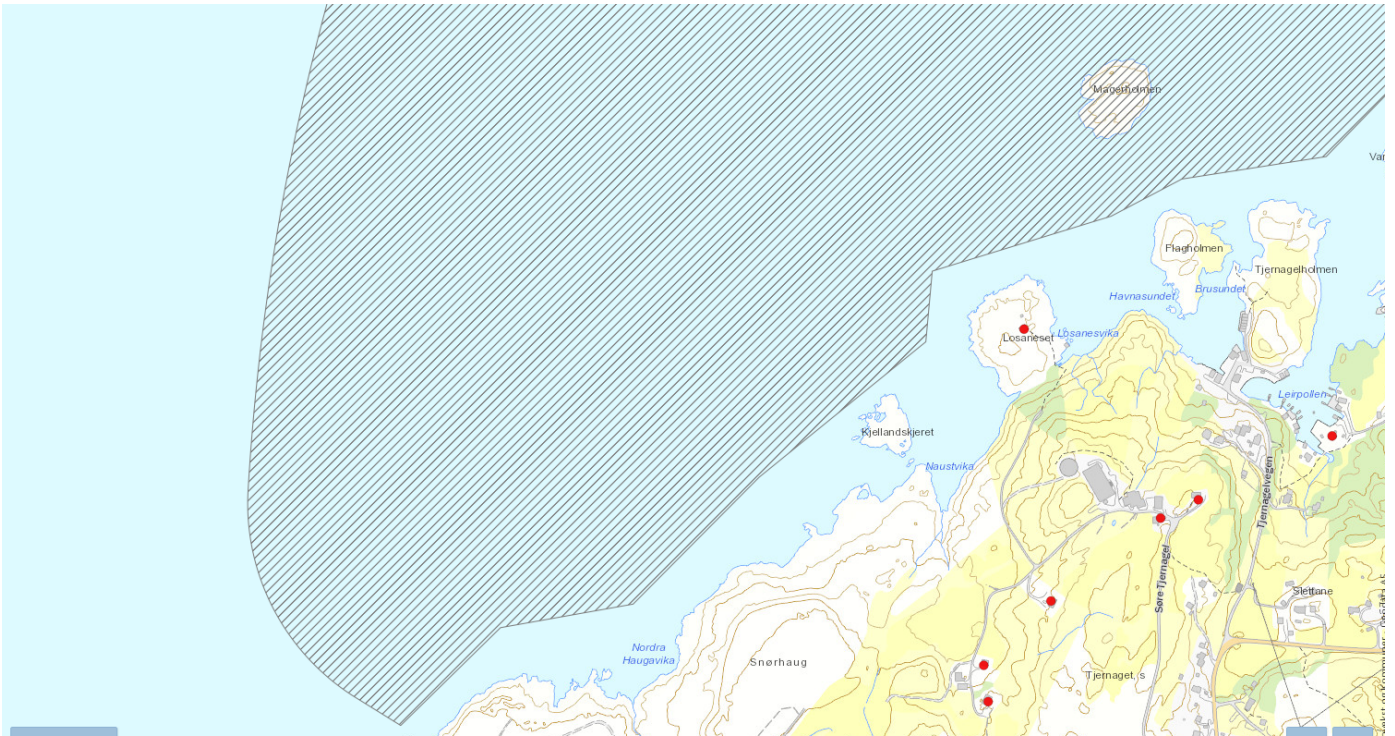 Magerholmen
Flagholmen
Tjernagelholmen
Brusundet
Havnasundet
Losanesvika
Losaneset
Leirpollen
Kjellandskjeret
Naustvika
Tjernagelvegen
Søre Tjernagel
Slettane
Nordra
Haugavika
Snørhaug
Tjernaget, s